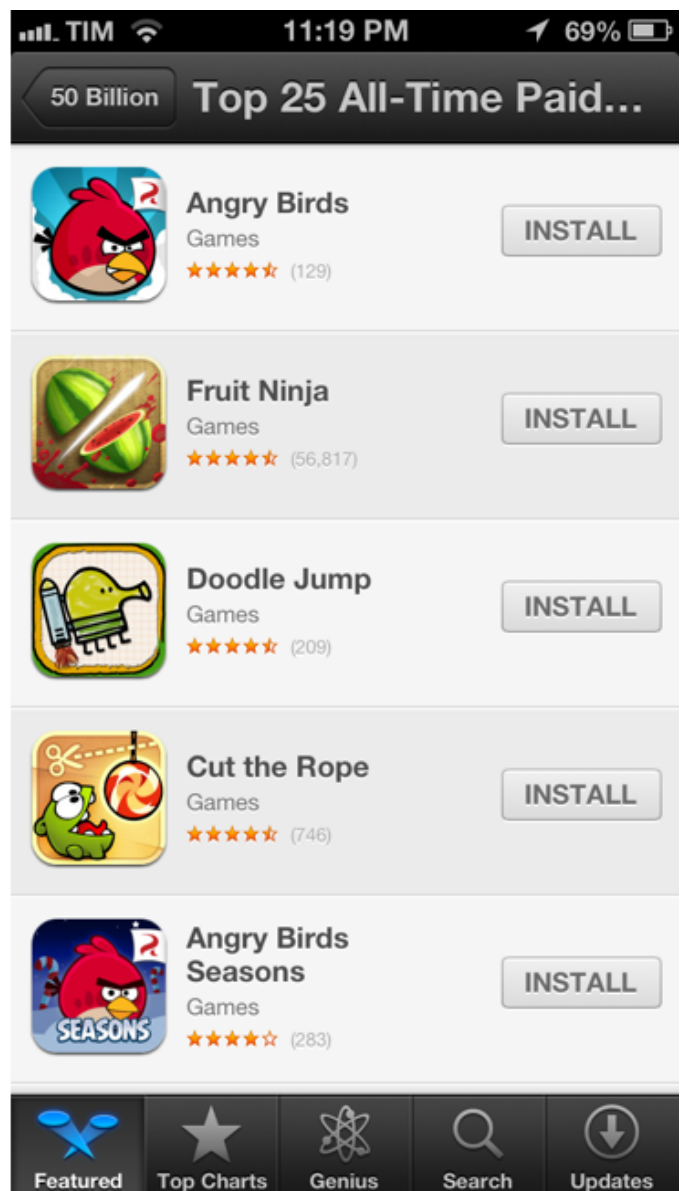 TIM 11:19 PM 69%
50 Billion Top 25 All-Time Paid...
Angry Birds
Games
(129)
INSTALL
Fruit Ninja
Games
(56,817)
INSTALL
Doodle Jump
Games
(209)
INSTALL
Cut the Rope
Games
(746)
INSTALL
SEASONS
Angry Birds
Seasons
Games
(283)
INSTALL
Featured Top Charts Genius Search Updates